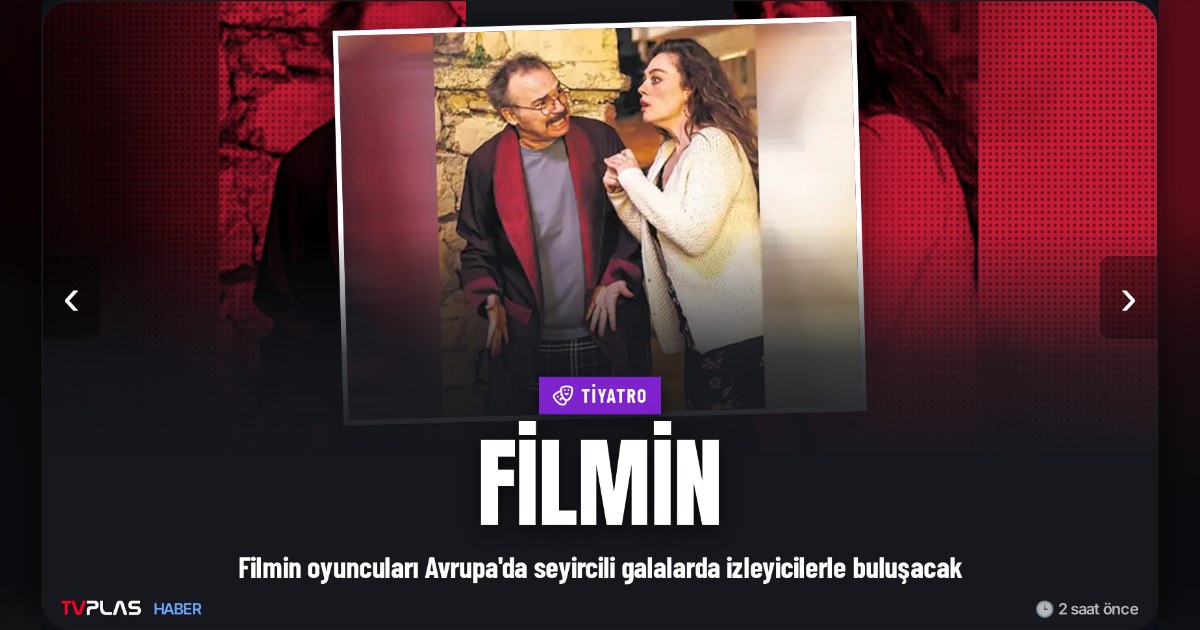 TİYATRO
FİLMİN
Filmin oyuncuları Avrupa'da seyircili galalarda izleyicilerle buluşacak
TVPLAS HABER
2 saat önce